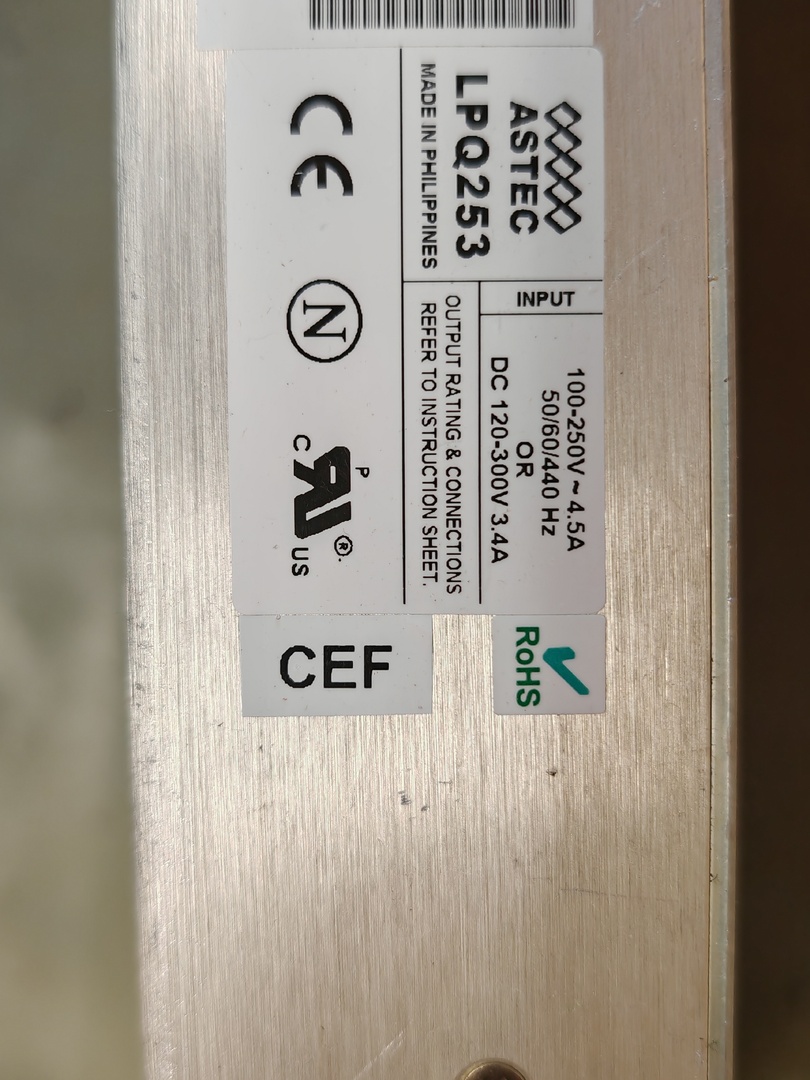 ASTEC
LPQ253
MADE IN PHILIPPINES
INPUT
100-250V ~ 4.5A
50/60/440 Hz
OR
DC 120-300V 3.4A
OUTPUT RATING & CONNECTIONS
REFER TO INSTRUCTION SHEET.
CE
N
P
C RU ® US
RoHS
CEF